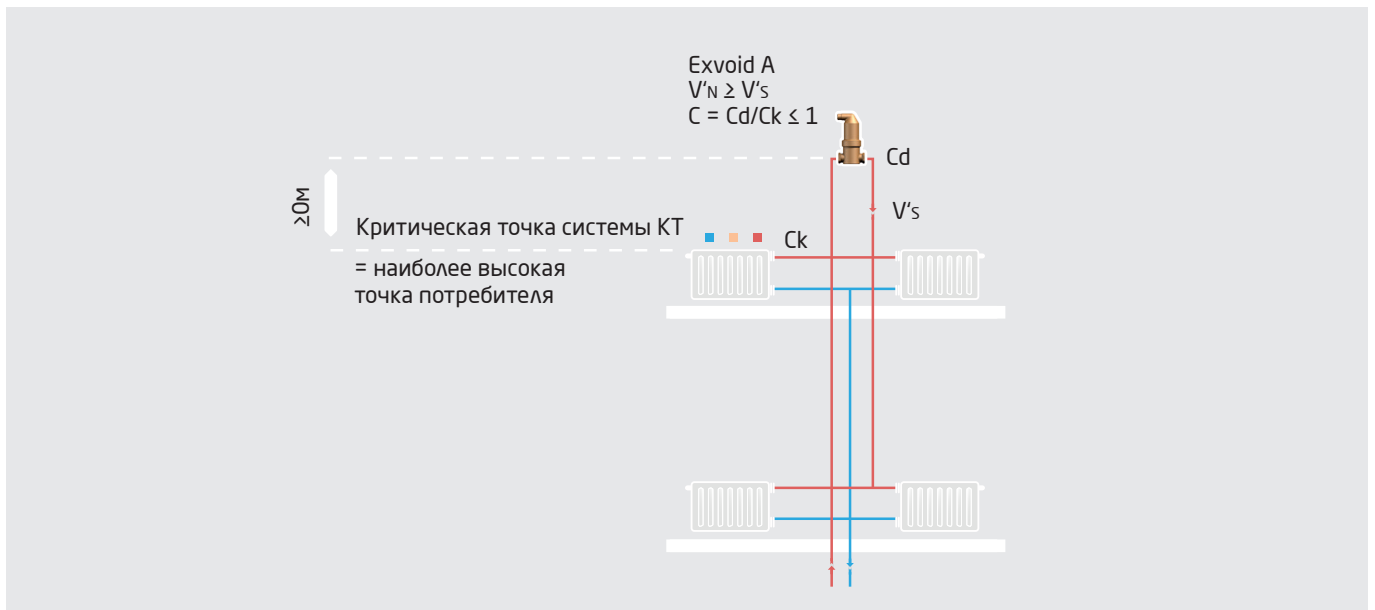 Exvoid A
V‘N ≥ V‘s
C = Cd/Ck ≤ 1
Cd
≥0м
V‘s
Критическая точка системы КТ
Ck
= наиболее высокая
точка потребителя